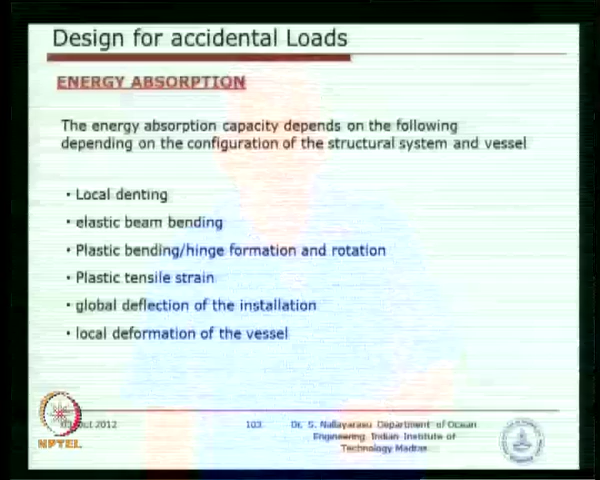 Design for accidental Loads
ENERGY ABSORPTION
The energy absorption capacity depends on the following
depending on the configuration of the structural system and vessel
• Local denting
• elastic beam bending
• Plastic bending/hinge formation and rotation
• Plastic tensile strain
• global deflection of the installation
• local deformation of the vessel
Oct 2012
103
Dr. S. Nallayarasu Department of Ocean
Engineering Indian Institute of
Technology Madras
NPTEL